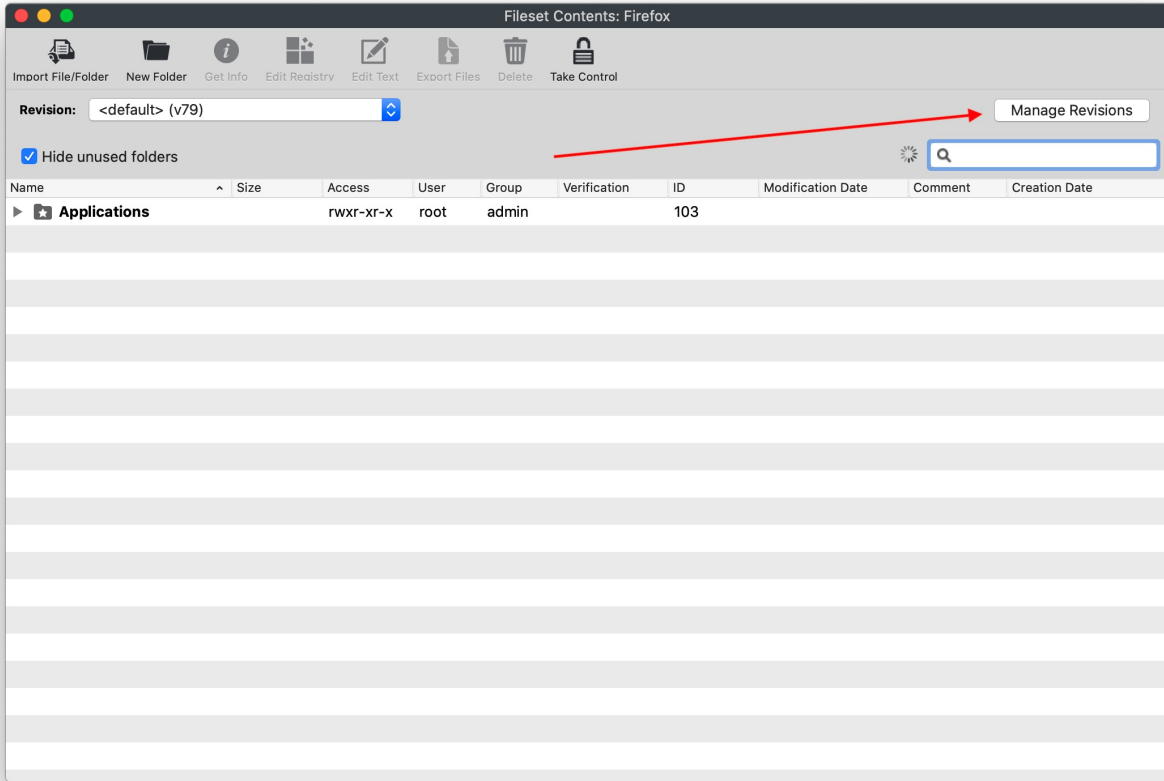 Fileset Contents: Firefox
Import File/Folder New Folder Get Info Edit Registry Edit Text Export Files Delete Take Control
Revision: <default> (v79) Manage Revisions
Hide unused folders
Name Size Access User Group Verification ID Modification Date Comment Creation Date
Applications rwxr-xr-x root admin 103